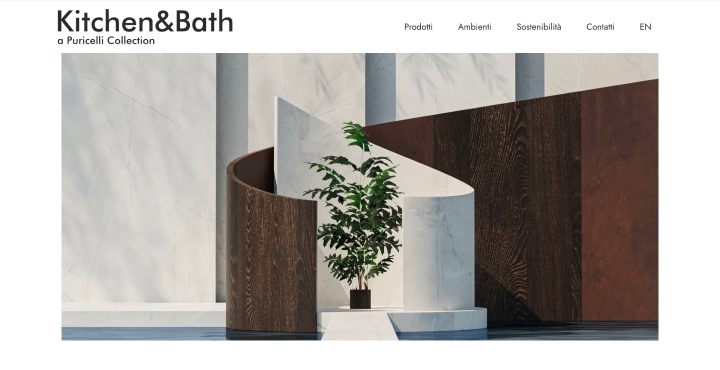 Kitchen&Bath
a Puricelli Collection
Prodotti Ambienti Sostenibilità Contatti EN